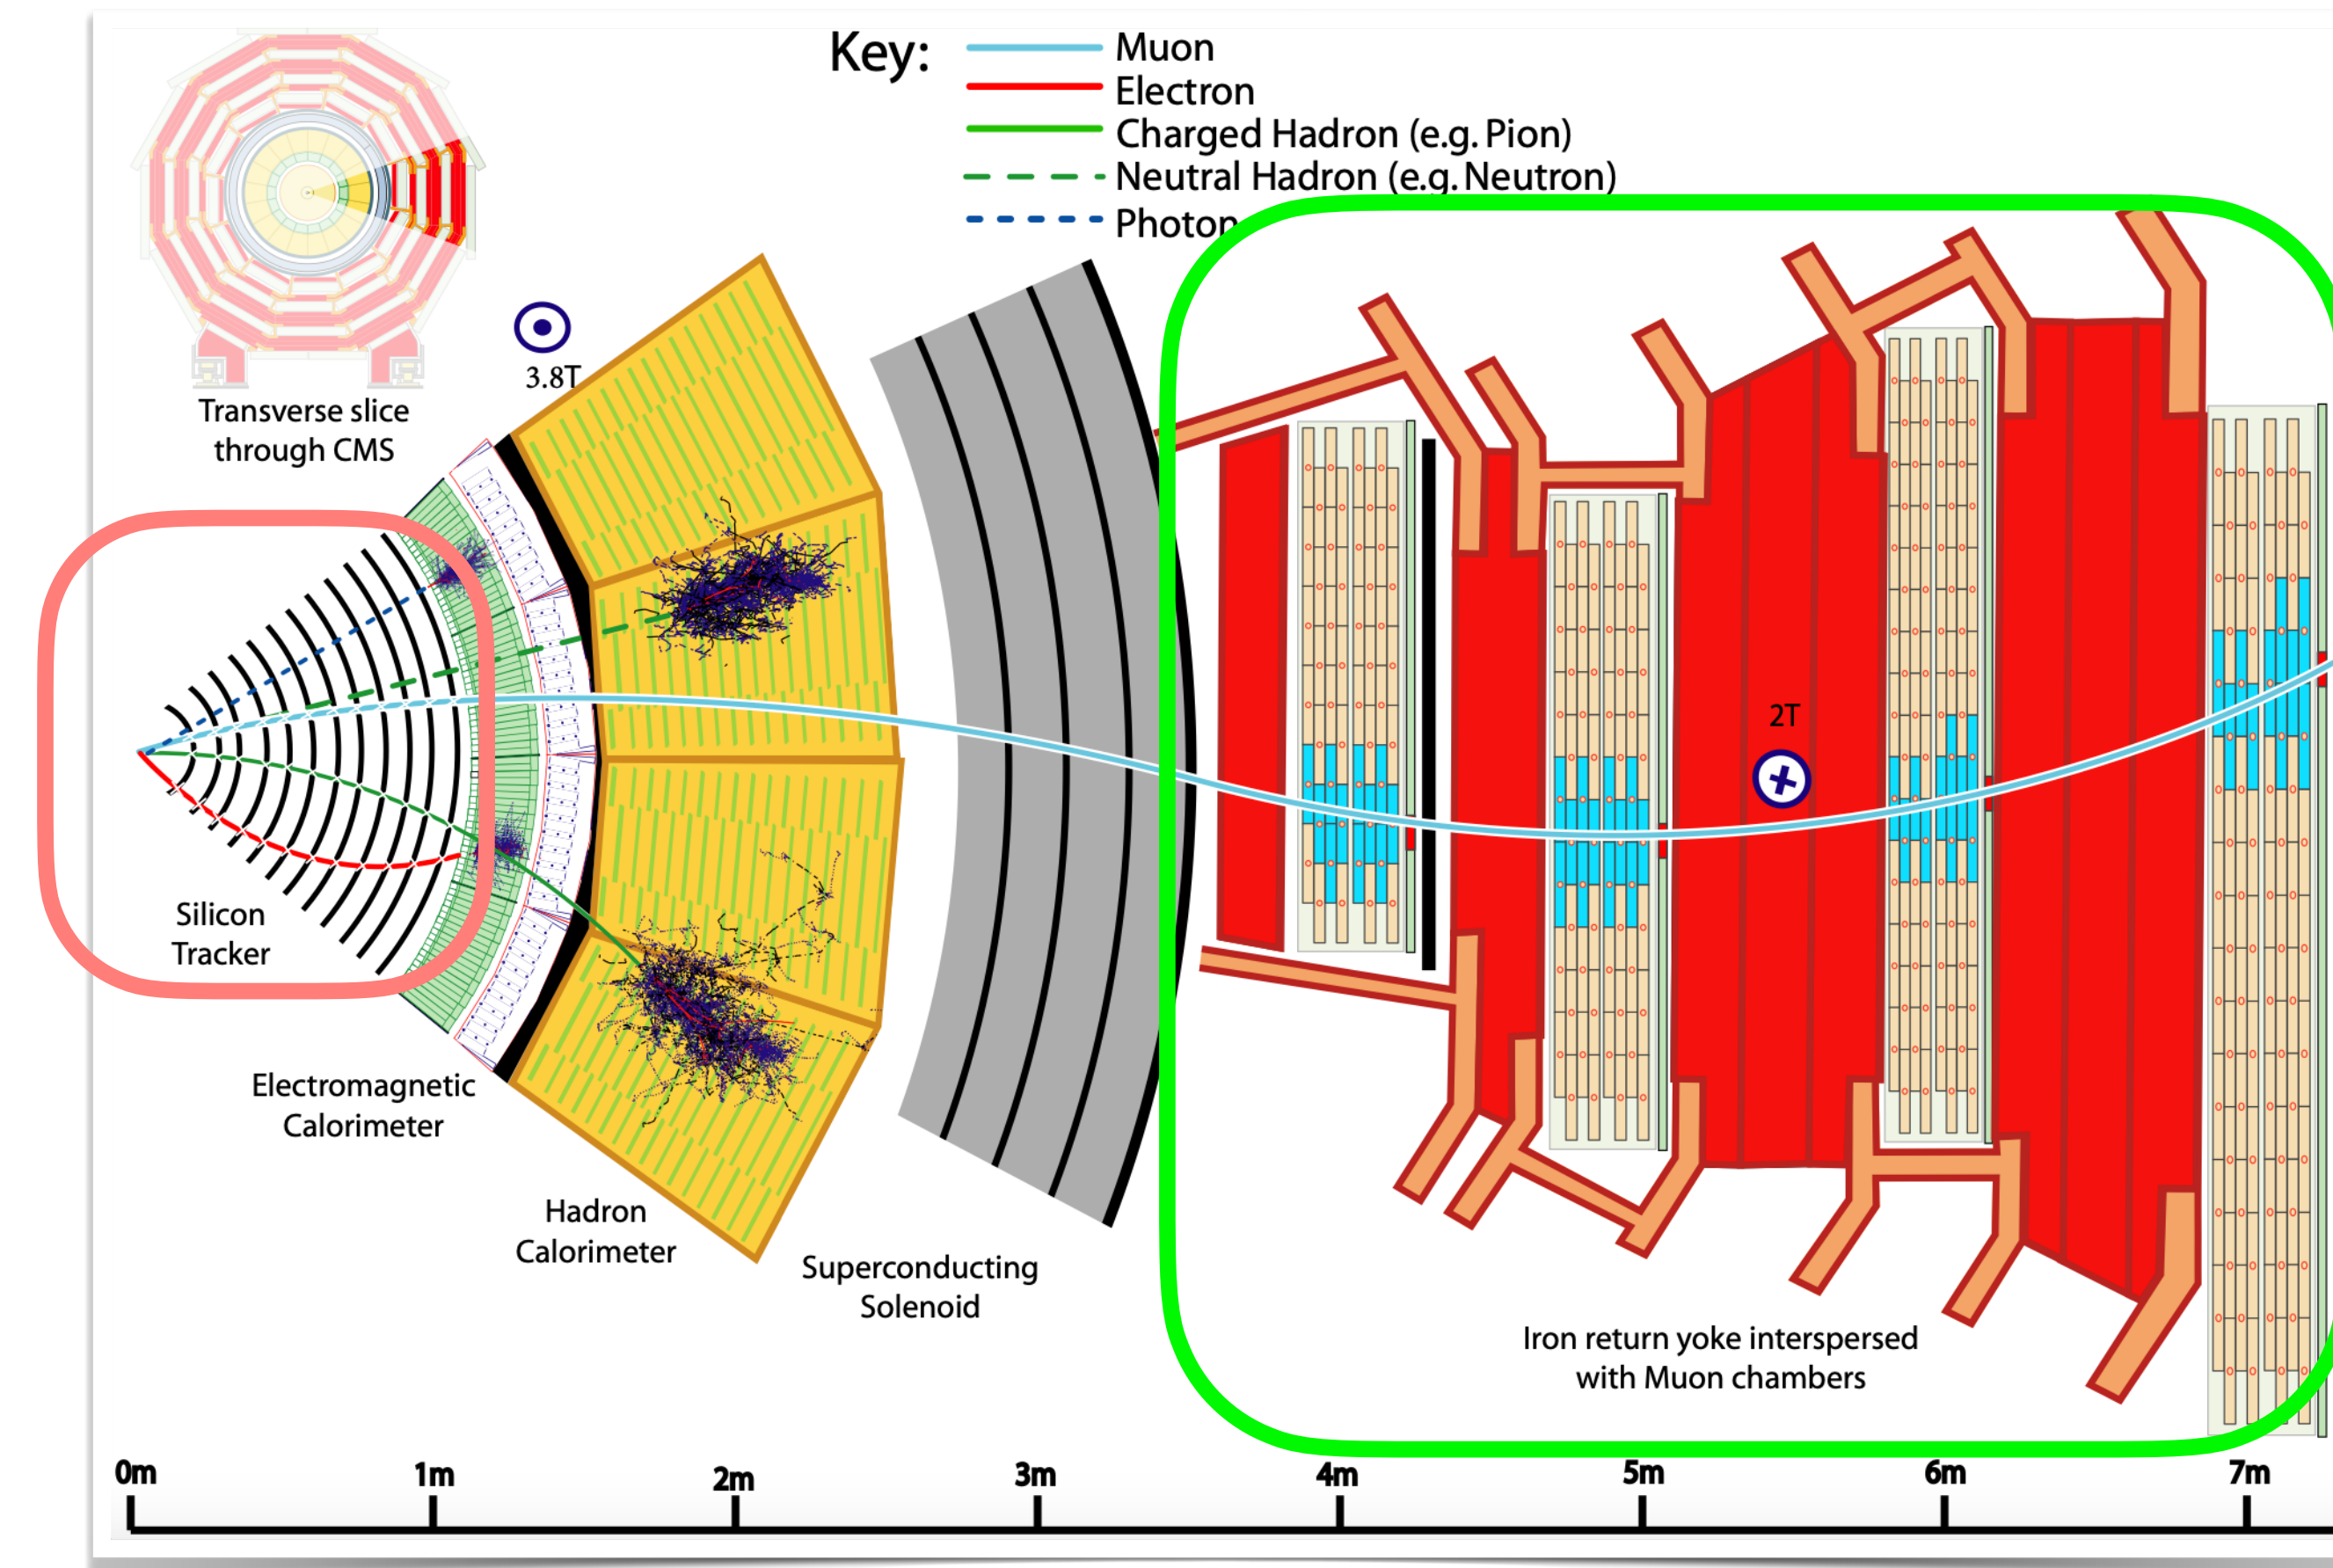 Key:
Muon
Electron
Charged Hadron (e.g. Pion)
Neutral Hadron (e.g. Neutron)
Photon
Transverse slice
through CMS
3.8T
2T
Silicon
Tracker
Electromagnetic
Calorimeter
Hadron
Calorimeter
Superconducting
Solenoid
Iron return yoke interspersed
with Muon chambers
0m 1m 2m 3m 4m 5m 6m 7m